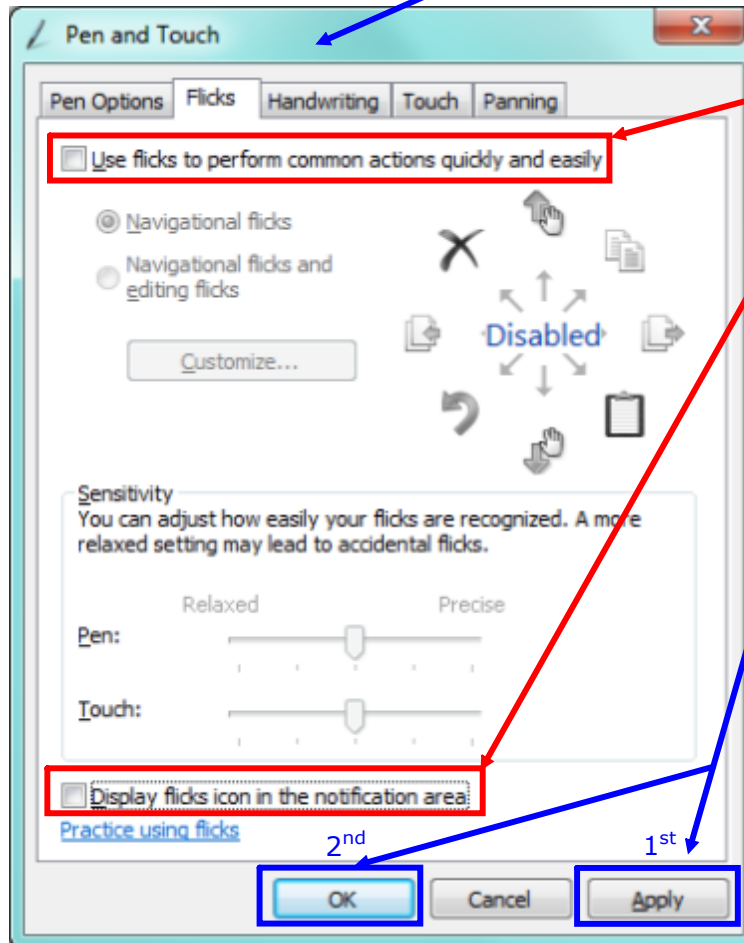 Pen and Touch
Pen Options Flicks Handwriting Touch Panning
Use flicks to perform common actions quickly and easily
Navigational flicks
Navigational flicks and
editing flicks
Customize...
Disabled
Sensitivity
You can adjust how easily your flicks are recognized. A more
relaxed setting may lead to accidental flicks.
Relaxed Precise
Pen:
Touch:
Display flicks icon in the notification area
Practice using flicks
2nd 1st
OK Cancel Apply